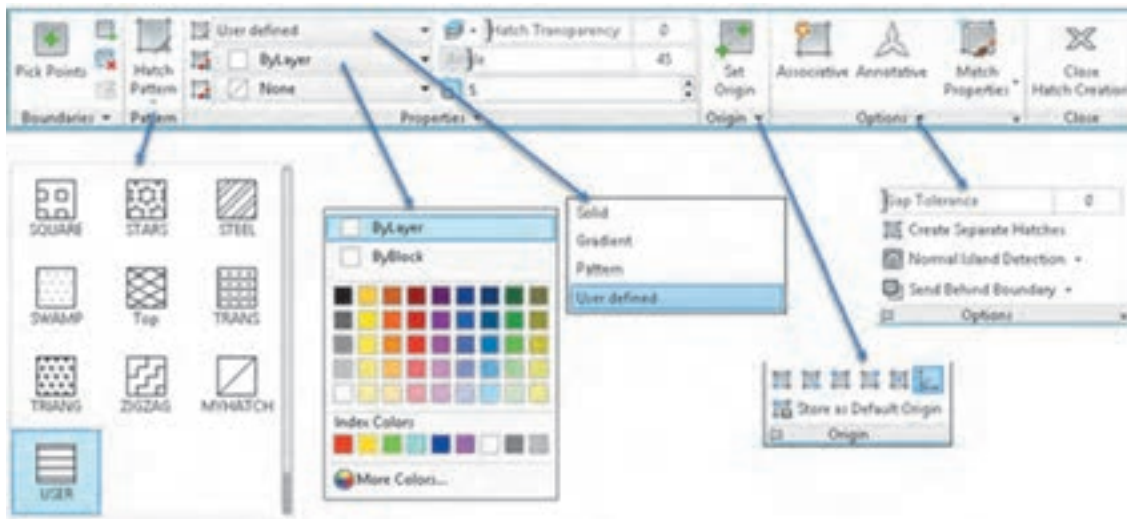 User defined
Hatch Transparency 0
ByLayer
45
None
5
Pick Points
Hatch Pattern
Set Origin
Associative
Annotative
Match Properties
Close Hatch Creation
Boundaries
Pattern
Properties
Origin
Options
Close
SQUARE STARS STEEL
SWAMP Top TRANS
TRIANG ZIGZAG MYHATCH
USER
ByLayer
ByBlock
Index Colors
More Colors...
Solid
Gradient
Pattern
User defined
Gap Tolerance 0
Create Separate Hatches
Normal Island Detection
Send Behind Boundary
Options
Store as Default Origin
Origin